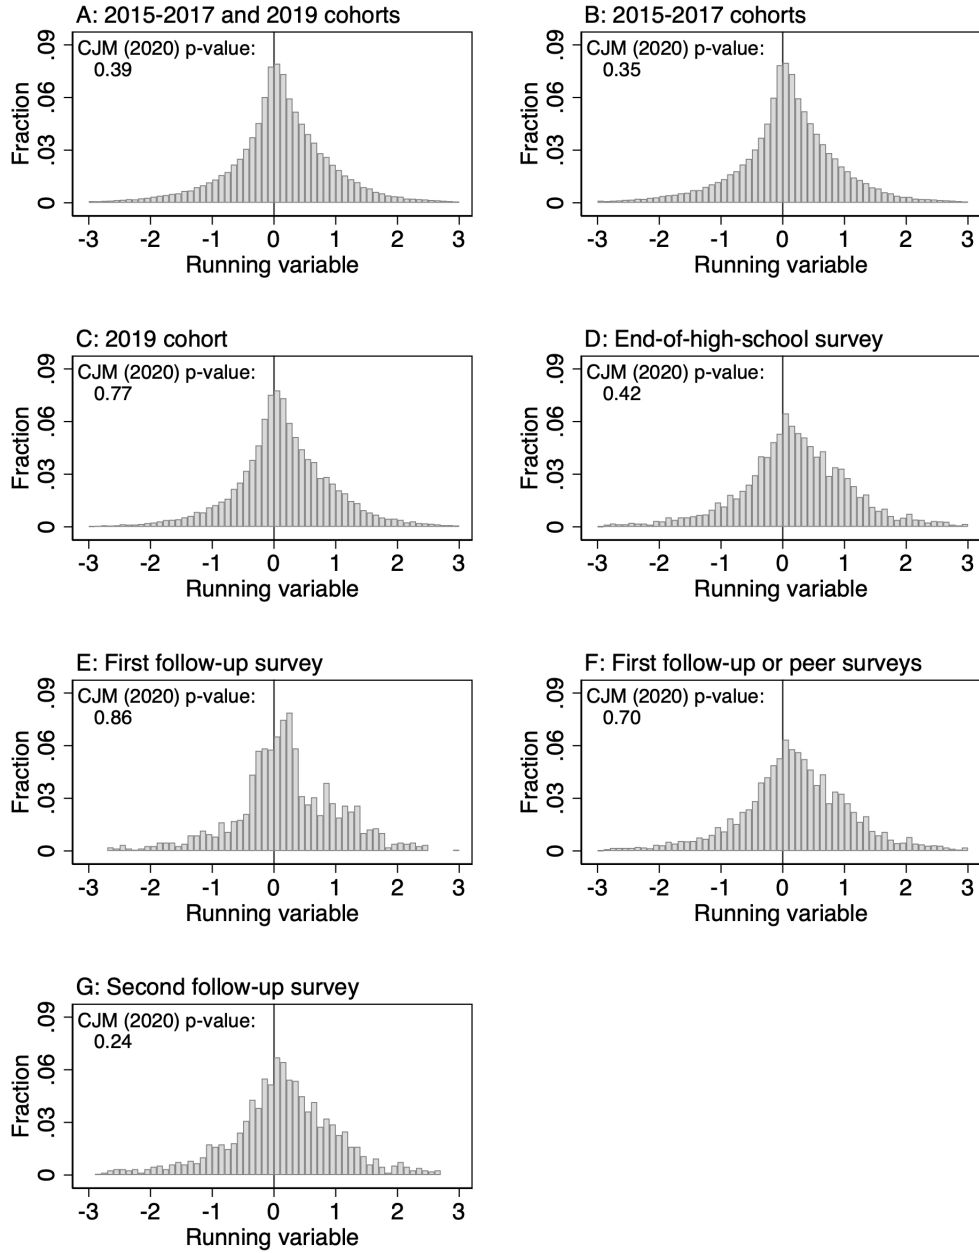 A: 2015-2017 and 2019 cohorts
CJM (2020) p-value:
0.39
Fraction
0 .03 .06 .09
-3 -2 -1 0 1 2 3
Running variable
B: 2015-2017 cohorts
CJM (2020) p-value:
0.35
Fraction
0 .03 .06 .09
-3 -2 -1 0 1 2 3
Running variable
C: 2019 cohort
CJM (2020) p-value:
0.77
Fraction
0 .03 .06 .09
-3 -2 -1 0 1 2 3
Running variable
D: End-of-high-school survey
CJM (2020) p-value:
0.42
Fraction
0 .03 .06 .09
-3 -2 -1 0 1 2 3
Running variable
E: First follow-up survey
CJM (2020) p-value:
0.86
Fraction
0 .03 .06 .09
-3 -2 -1 0 1 2 3
Running variable
F: First follow-up or peer surveys
CJM (2020) p-value:
0.70
Fraction
0 .03 .06 .09
-3 -2 -1 0 1 2 3
Running variable
G: Second follow-up survey
CJM (2020) p-value:
0.24
Fraction
0 .03 .06 .09
-3 -2 -1 0 1 2 3
Running variable